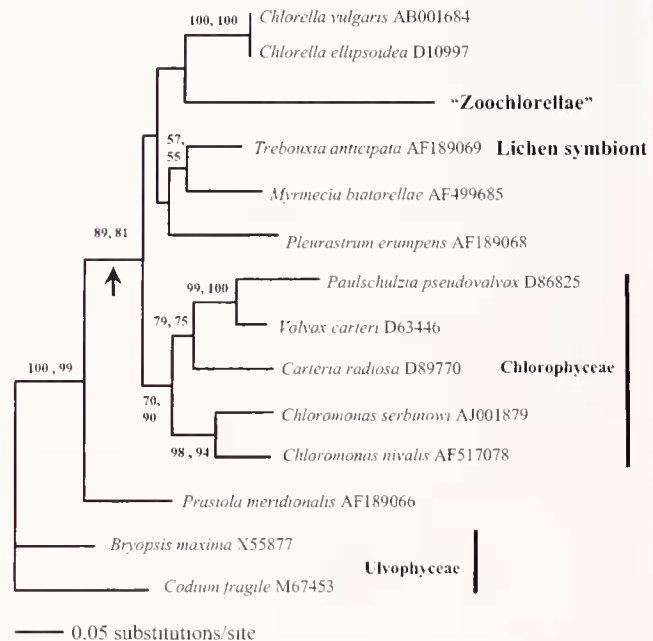 100, 100
Chlorella vulgaris AB001684
Chlorella ellipsoidea D10997
"Zoochlorellae"
57,
55
Trebouxia anticipata AF189069 Lichen symbiont
Myrmecia biatorellae AF499685
Pleurastrum erumpens AF189068
89, 81
99, 100
Paulschulzia pseudovalvox D86825
79, 75
Volvox carteri D63446
Carteria radiosa D89770
Chlorophyceae
100, 99
70,
90
Chloromonas serbinowi AJ001879
98, 94
Chloromonas nivalis AF517078
Prasiola meridionalis AF189066
Bryopsis maxima X55877
Ulvophyceae
Codium fragile M67453
0.05 substitutions/site